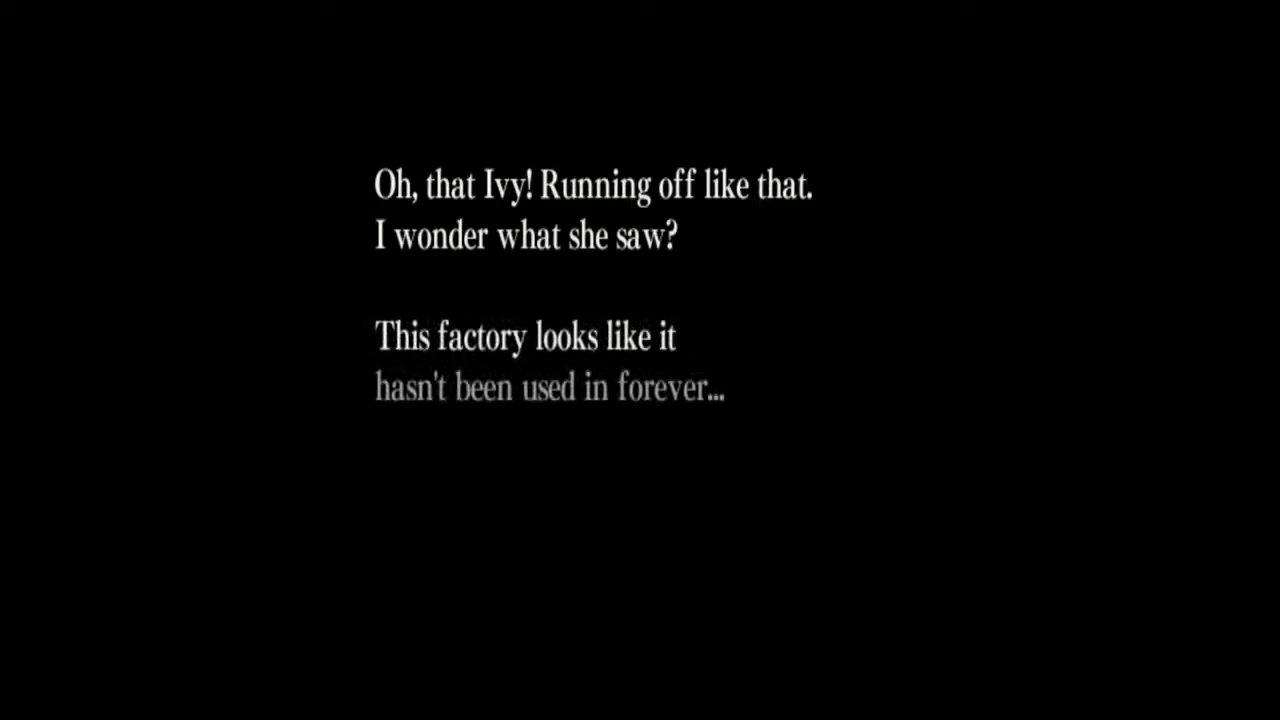 Oh, that Ivy! Running off like that.
I wonder what she saw?
This factory looks like it
hasn't been used in forever...